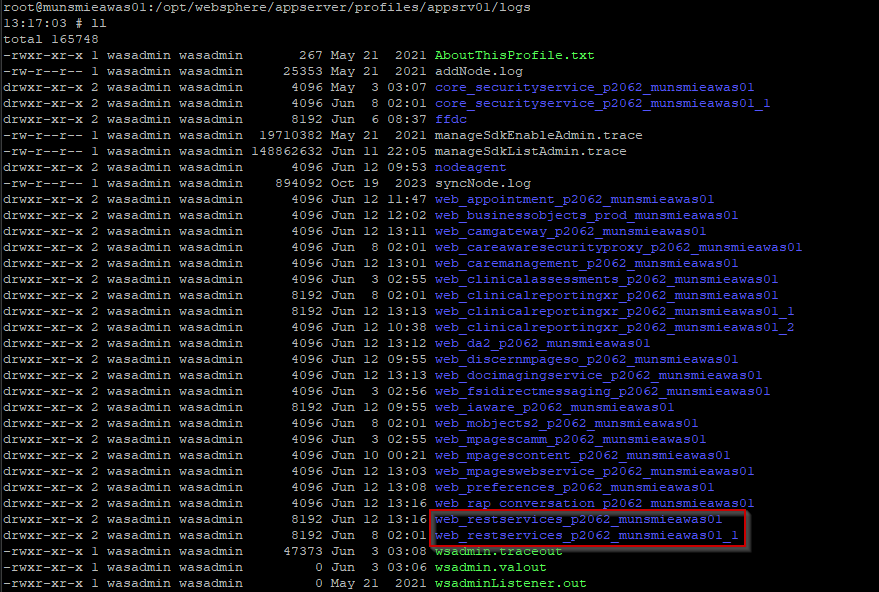 root@munsmieawas01:/opt/websphere/appserver/profiles/appsrv01/logs
13:17:03 # ll
total 165748
-rwxr-xr-x 1 wasadmin wasadmin       267 May 21  2021 AboutThisProfile.txt
-rw-r--r-- 1 wasadmin wasadmin     25353 May 21  2021 addNode.log
drwxr-xr-x 2 wasadmin wasadmin      4096 May  3 03:07 core_securityservice_p2062_munsmieawas01
drwxr-xr-x 2 wasadmin wasadmin      4096 Jun  8 02:01 core_securityservice_p2062_munsmieawas01_1
drwxr-xr-x 2 wasadmin wasadmin      8192 Jun  6 08:37 ffdc
-rw-r--r-- 1 wasadmin wasadmin  19710382 May 21  2021 manageSdkEnableAdmin.trace
-rw-r--r-- 1 wasadmin wasadmin 148862632 Jun 11 22:05 manageSdkListAdmin.trace
drwxr-xr-x 2 wasadmin wasadmin      4096 Jun 12 09:53 nodeagent
-rw-r--r-- 1 wasadmin wasadmin    894092 Oct 19  2023 syncNode.log
drwxr-xr-x 2 wasadmin wasadmin      4096 Jun 12 11:47 web_appointment_p2062_munsmieawas01
drwxr-xr-x 2 wasadmin wasadmin      4096 Jun 12 12:02 web_businessobjects_prod_munsmieawas01
drwxr-xr-x 2 wasadmin wasadmin      4096 Jun 12 13:11 web_camgateway_p2062_munsmieawas01
drwxr-xr-x 2 wasadmin wasadmin      4096 Jun  8 02:01 web_careawaresecurityproxy_p2062_munsmieawas01
drwxr-xr-x 2 wasadmin wasadmin      4096 Jun 12 13:01 web_caremanagement_p2062_munsmieawas01
drwxr-xr-x 2 wasadmin wasadmin      4096 Jun  3 02:55 web_clinicalassessments_p2062_munsmieawas01
drwxr-xr-x 2 wasadmin wasadmin      8192 Jun  8 02:01 web_clinicalreportingxr_p2062_munsmieawas01
drwxr-xr-x 2 wasadmin wasadmin      8192 Jun 12 13:13 web_clinicalreportingxr_p2062_munsmieawas01_1
drwxr-xr-x 2 wasadmin wasadmin      4096 Jun 12 10:38 web_clinicalreportingxr_p2062_munsmieawas01_2
drwxr-xr-x 2 wasadmin wasadmin      4096 Jun 12 13:12 web_da2_p2062_munsmieawas01
drwxr-xr-x 2 wasadmin wasadmin      4096 Jun 12 09:55 web_discernmpageso_p2062_munsmieawas01
drwxr-xr-x 2 wasadmin wasadmin      4096 Jun 12 13:13 web_docimagingservice_p2062_munsmieawas01
drwxr-xr-x 2 wasadmin wasadmin      4096 Jun  3 02:56 web_fsidirectmessaging_p2062_munsmieawas01
drwxr-xr-x 2 wasadmin wasadmin      8192 Jun 12 09:55 web_iaware_p2062_munsmieawas01
drwxr-xr-x 2 wasadmin wasadmin      4096 Jun  8 02:01 web_mobjects2_p2062_munsmieawas01
drwxr-xr-x 2 wasadmin wasadmin      4096 Jun  3 02:55 web_mpagescamm_p2062_munsmieawas01
drwxr-xr-x 2 wasadmin wasadmin      4096 Jun 10 00:21 web_mpagescontent_p2062_munsmieawas01
drwxr-xr-x 2 wasadmin wasadmin      4096 Jun 12 13:03 web_mpageswebservice_p2062_munsmieawas01
drwxr-xr-x 2 wasadmin wasadmin      4096 Jun 12 13:08 web_preferences_p2062_munsmieawas01
drwxr-xr-x 2 wasadmin wasadmin      4096 Jun 12 13:16 web_rap_conversation_p2062_munsmieawas01
drwxr-xr-x 2 wasadmin wasadmin      8192 Jun 12 13:16 web_restservices_p2062_munsmieawas01
drwxr-xr-x 2 wasadmin wasadmin      8192 Jun  8 02:01 web_restservices_p2062_munsmieawas01_1
-rwxr-xr-x 1 wasadmin wasadmin     47373 Jun  3 03:08 wsadmin.traceout
-rwxr-xr-x 1 wasadmin wasadmin         0 Jun  3 03:06 wsadmin.valout
-rwxr-xr-x 1 wasadmin wasadmin         0 May 21  2021 wsadminListener.out